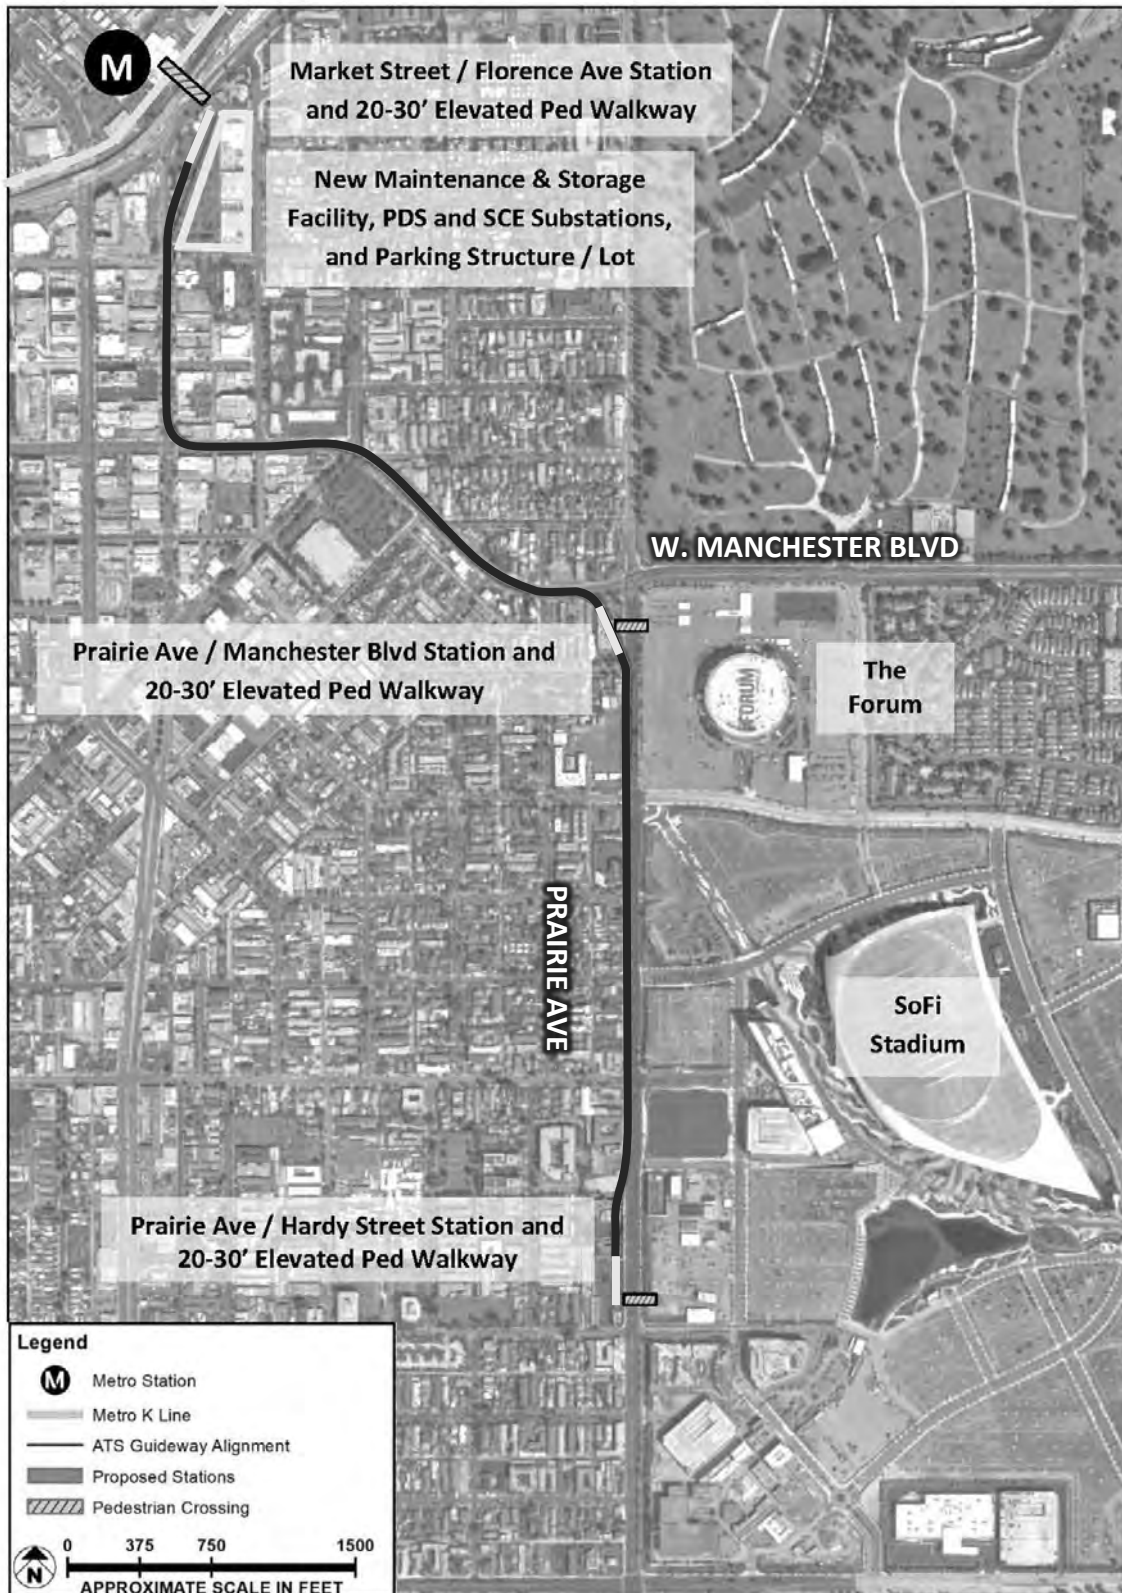 M
Market Street / Florence Ave Station
and 20-30' Elevated Ped Walkway
New Maintenance & Storage
Facility, PDS and SCE Substations,
and Parking Structure / Lot
W. MANCHESTER BLVD
Prairie Ave / Manchester Blvd Station and
20-30' Elevated Ped Walkway
FORUM
The
Forum
PRAIRIE AVE
SoFi
Stadium
Prairie Ave / Hardy Street Station and
20-30' Elevated Ped Walkway
Legend
M Metro Station
Metro K Line
ATS Guideway Alignment
Proposed Stations
Pedestrian Crossing
0 375 750 1500
N
APPROXIMATE SCALE IN FEET